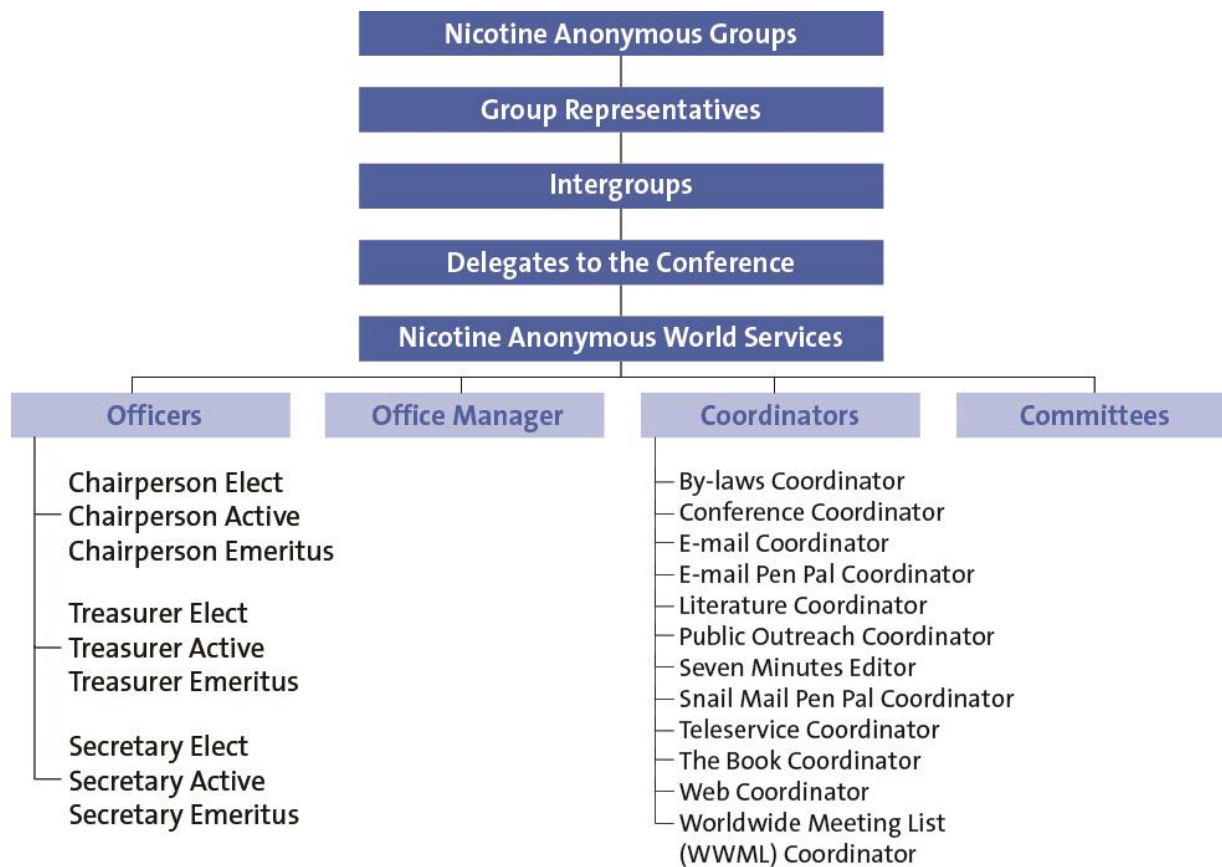 Nicotine Anonymous Groups
Group Representatives
Intergroups
Delegates to the Conference
Nicotine Anonymous World Services
Officers
Office Manager
Coordinators
Committees
Chairperson Elect
Chairperson Active
Chairperson Emeritus
Treasurer Elect
Treasurer Active
Treasurer Emeritus
Secretary Elect
Secretary Active
Secretary Emeritus
By-laws Coordinator
Conference Coordinator
E-mail Coordinator
E-mail Pen Pal Coordinator
Literature Coordinator
Public Outreach Coordinator
Seven Minutes Editor
Snail Mail Pen Pal Coordinator
Teleservice Coordinator
The Book Coordinator
Web Coordinator
Worldwide Meeting List
(WWML) Coordinator